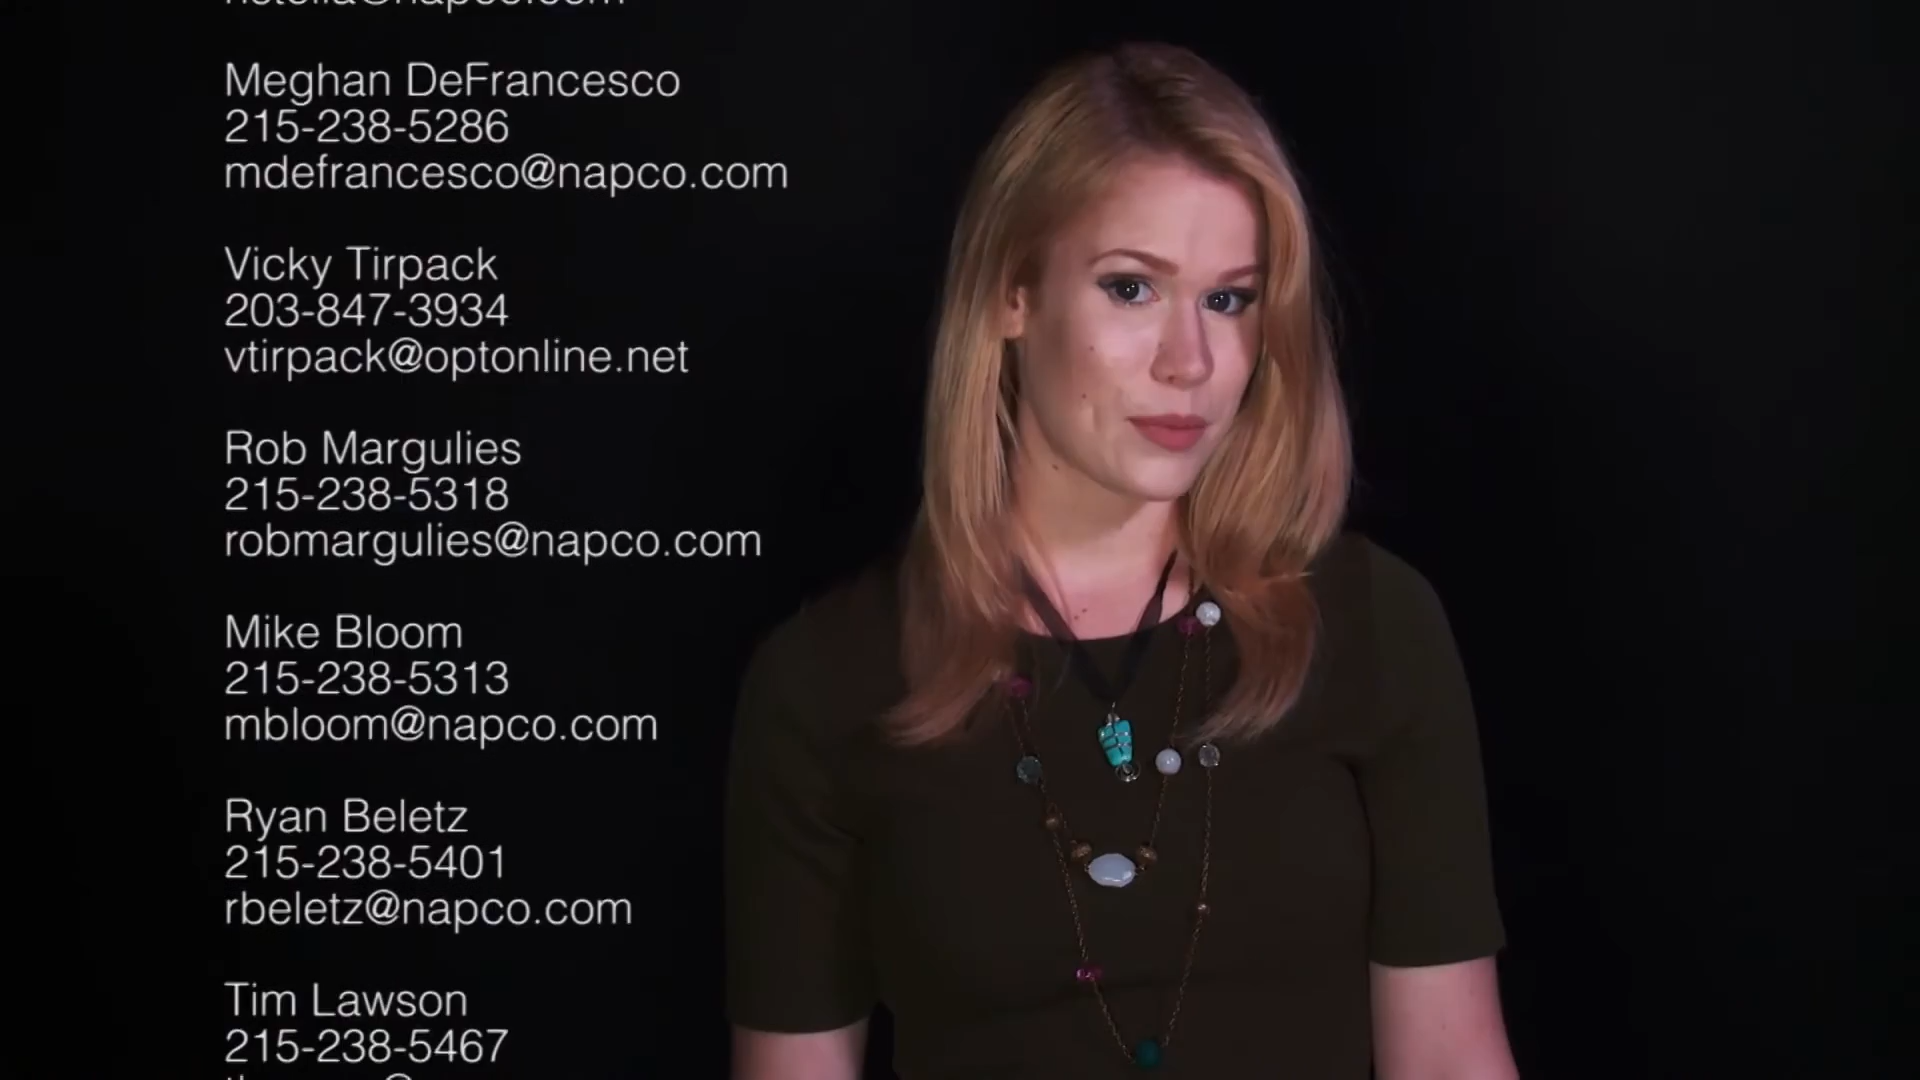 Meghan DeFrancesco
215-238-5286
mdefrancesco@napco.com
Vicky Tirpack
203-847-3934
vtirpack@optonline.net
Rob Margulies
215-238-5318
robmargulies@napco.com
Mike Bloom
215-238-5313
mbloom@napco.com
Ryan Beletz
215-238-5401
rbeletz@napco.com
Tim Lawson
215-238-5467